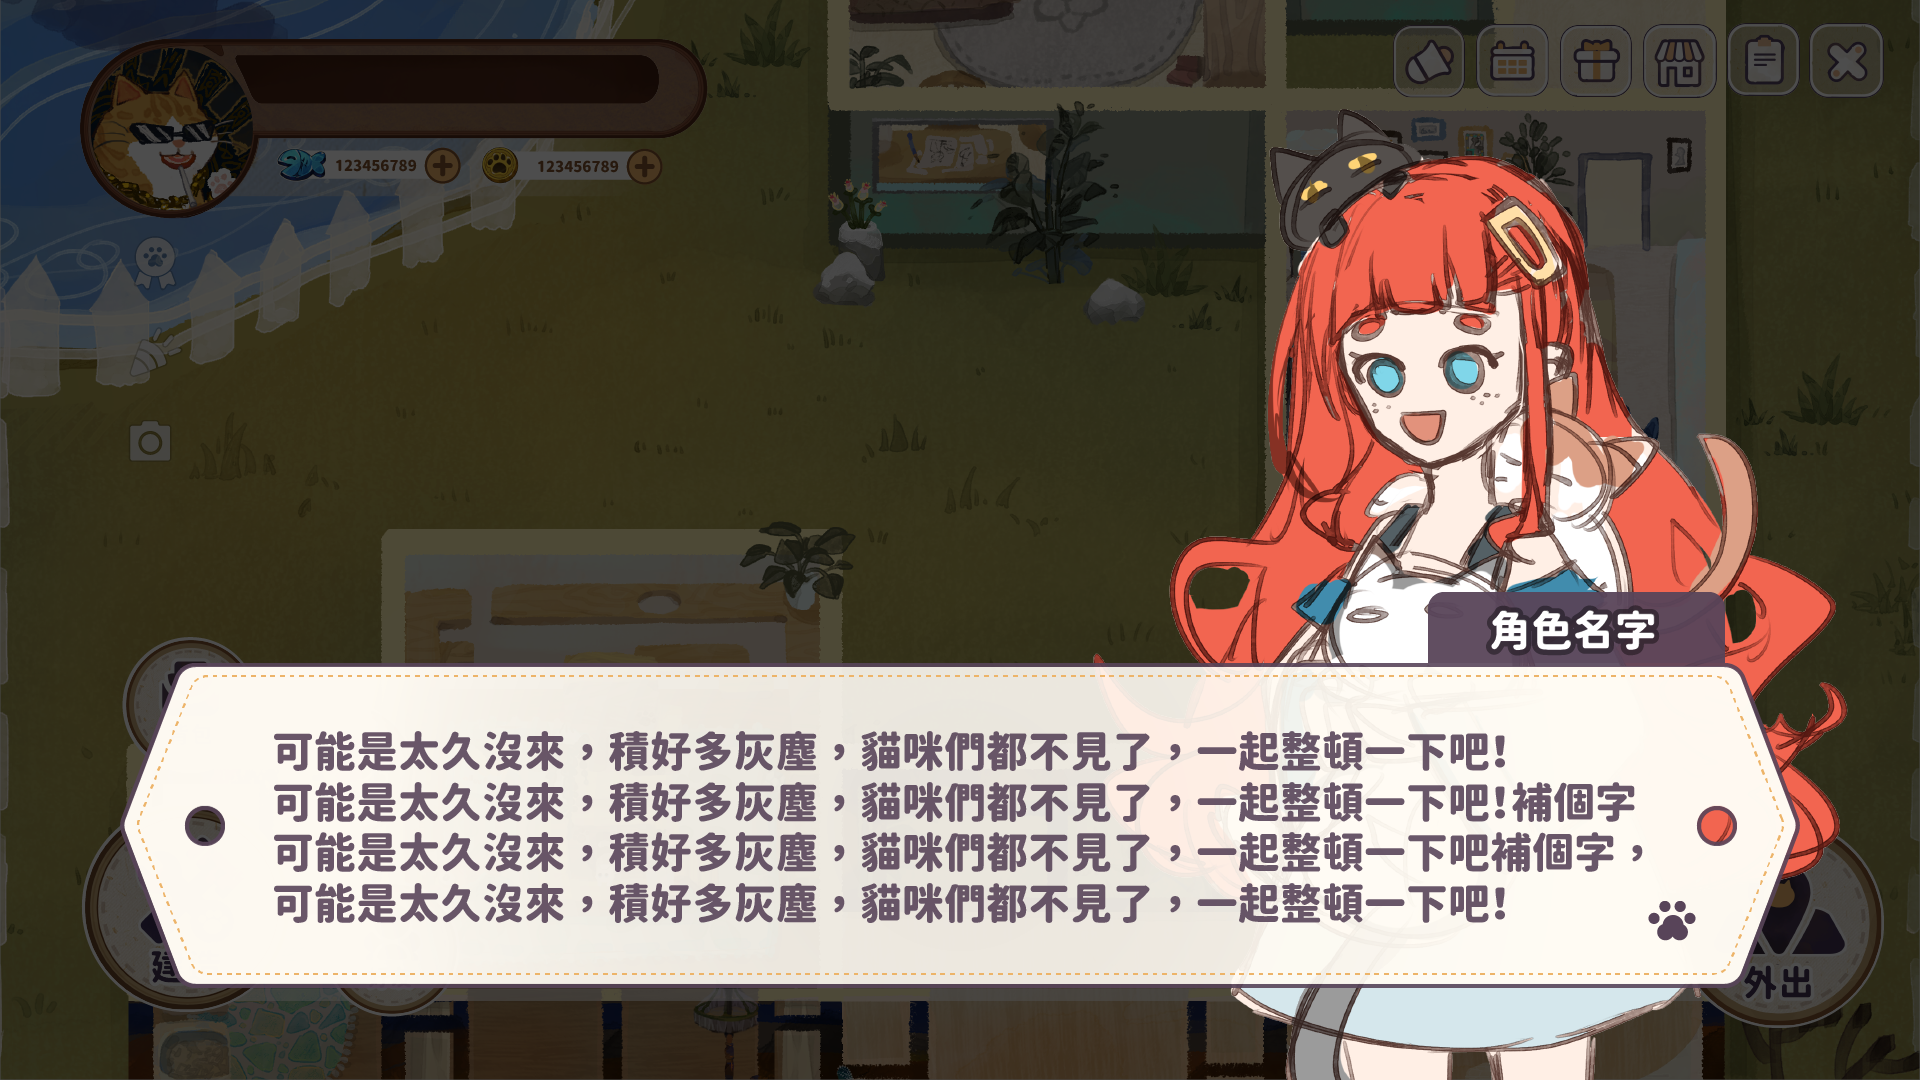 123456789
123456789
角色名字
可能是太久沒來，積好多灰塵，貓咪們都不見了，一起整頓一下吧!
可能是太久沒來，積好多灰塵，貓咪們都不見了，一起整頓一下吧!補個字
可能是太久沒來，積好多灰塵，貓咪們都不見了，一起整頓一下吧補個字，
可能是太久沒來，積好多灰塵，貓咪們都不見了，一起整頓一下吧!
建
外出